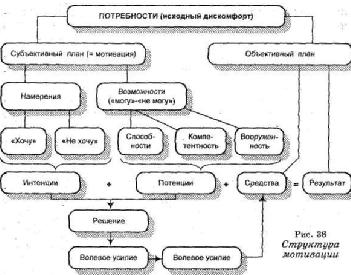 ПОТРЕБНОСТИ (исходный дискомфорт)
Субъективный план (= мотивация)
Объективный план
Намерения
Возможности
(«могу»-«не могу»)
«Хочу»
«Не хочу»
Способ-
ности
Компе-
тентность
Вооружен-
ность
Интенции + Потенции + Средства = Результат
Решение
Волевое усилие
Волевое усилие
Рис. 38
Структура
мотивации